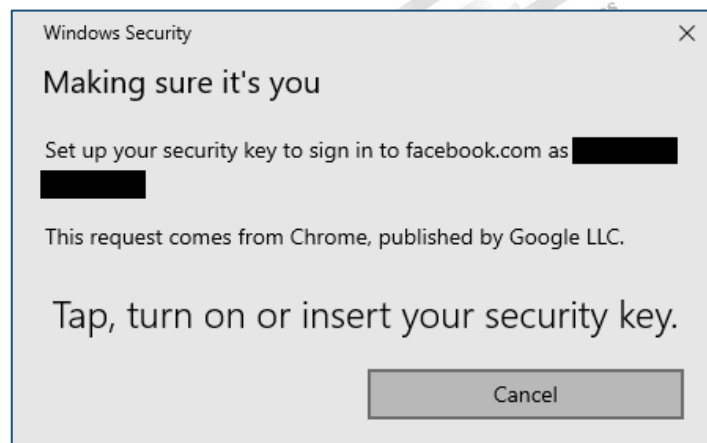 Windows Security
Making sure it's you
Set up your security key to sign in to facebook.com as
This request comes from Chrome, published by Google LLC.
Tap, turn on or insert your security key.
Cancel